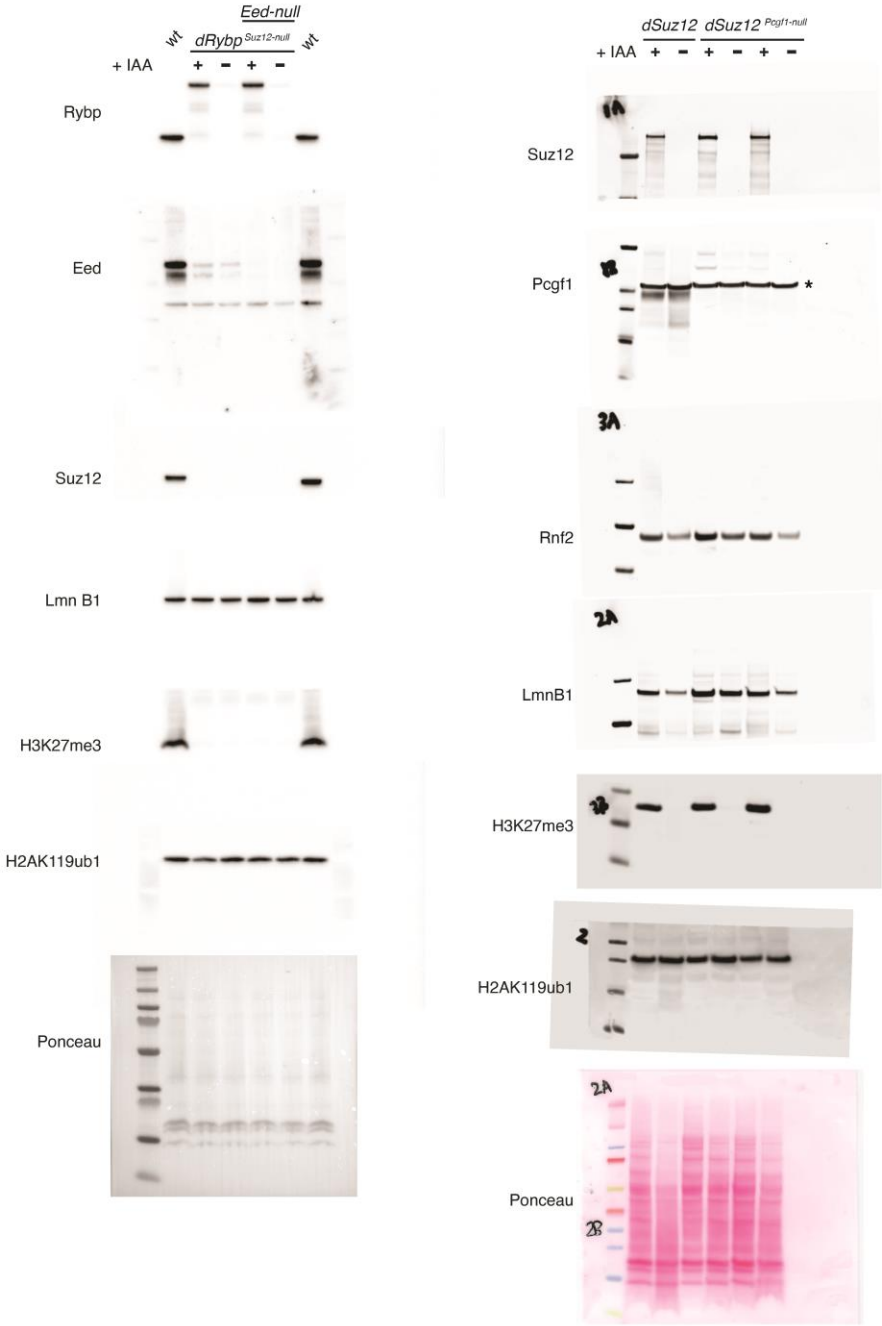 Eed-null
wt dRybp Suz12-null wt
+ IAA + - + -
Rybp
Eed
Suz12
Lmn B1
H3K27me3
H2AK119ub1
Ponceau
dSuz12 dSuz12 Pcgf1-null
+ IAA + - + - + -
1A
Suz12
Pcgf1 *
3A
Rnf2
2A
LmnB1
H3K27me3
2
H2AK119ub1
2A
Ponceau
2B